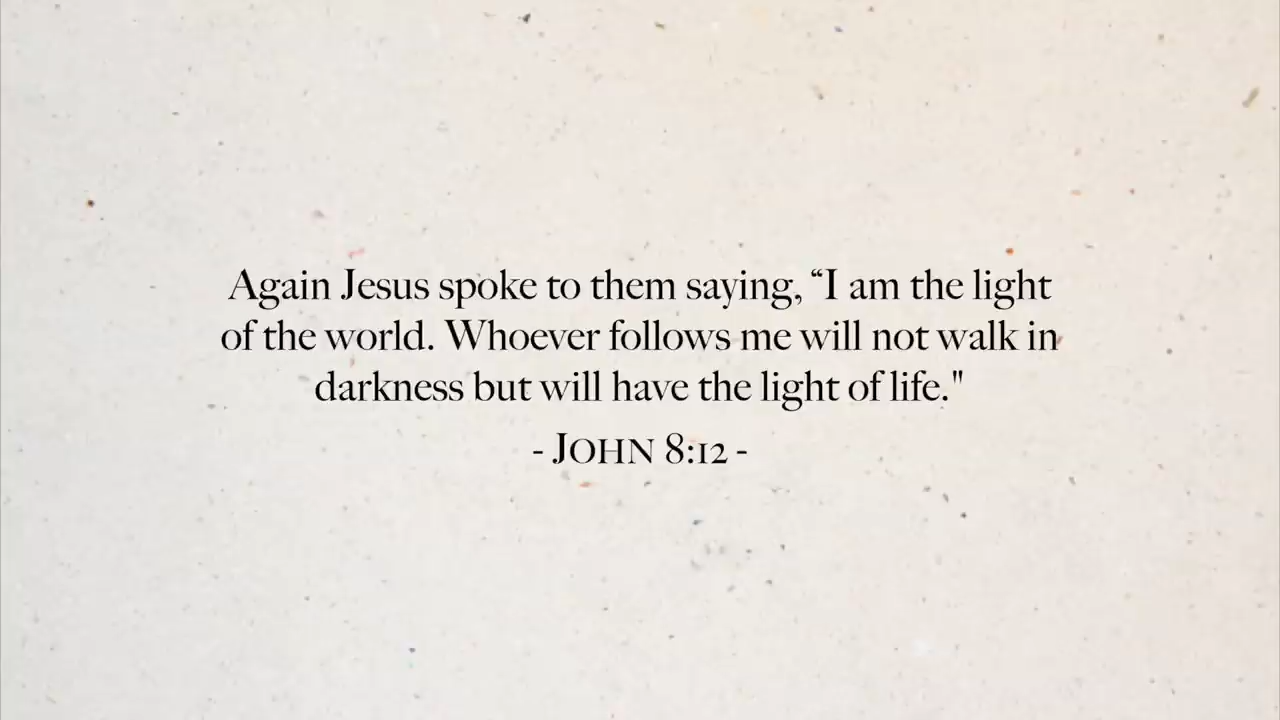 Again Jesus spoke to them saying, “I am the light
of the world. Whoever follows me will not walk in
darkness but will have the light of life."
- JOHN 8:12 -